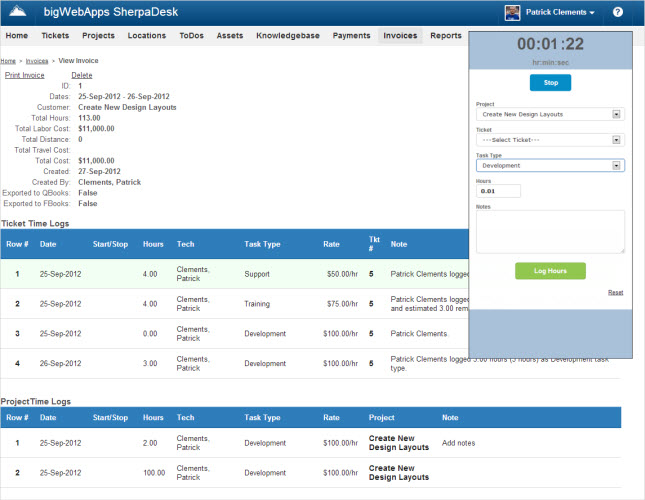 bigWebApps SherpaDesk
Patrick Clements
?
Home Tickets Projects Locations ToDos Assets Knowledgebase Payments Invoices Reports
Home > Invoices > View Invoice
Print Invoice Delete
ID: 1
Dates: 25-Sep-2012 - 26-Sep-2012
Customer: Create New Design Layouts
Total Hours: 113.00
Total Labor Cost: $11,000.00
Total Distance: 0
Total Travel Cost:
Total Cost: $11,000.00
Created: 27-Sep-2012
Created By: Clements, Patrick
Exported to QBooks: False
Exported to FBooks: False
00:01:22
hr:min:sec
Stop
Project
Create New Design Layouts
Ticket
---Select Ticket---
Task Type
Development
Hours
0.01
Notes
Log Hours
Reset
Ticket Time Logs
Row # Date Start/Stop Hours Tech Task Type Rate Tkt # Note
1 25-Sep-2012 4.00 Clements, Patrick Support $50.00/hr 5 Patrick Clements logged
2 25-Sep-2012 4.00 Clements, Patrick Training $75.00/hr 5 Patrick Clements logged
and estimated 3.00 rem
3 25-Sep-2012 0.00 Clements, Patrick Development $100.00/hr 5 Patrick Clements.
4 26-Sep-2012 3.00 Clements, Patrick Development $100.00/hr 5 Patrick Clements logged 3.00 hours (3 hours) as Development task
type.
ProjectTime Logs
Row # Date Start/Stop Hours Tech Task Type Rate Project Note
1 25-Sep-2012 2.00 Clements, Patrick Development $100.00/hr Create New Design Layouts Add notes
2 25-Sep-2012 100.00 Clements, Patrick Development $100.00/hr Create New Design Layouts